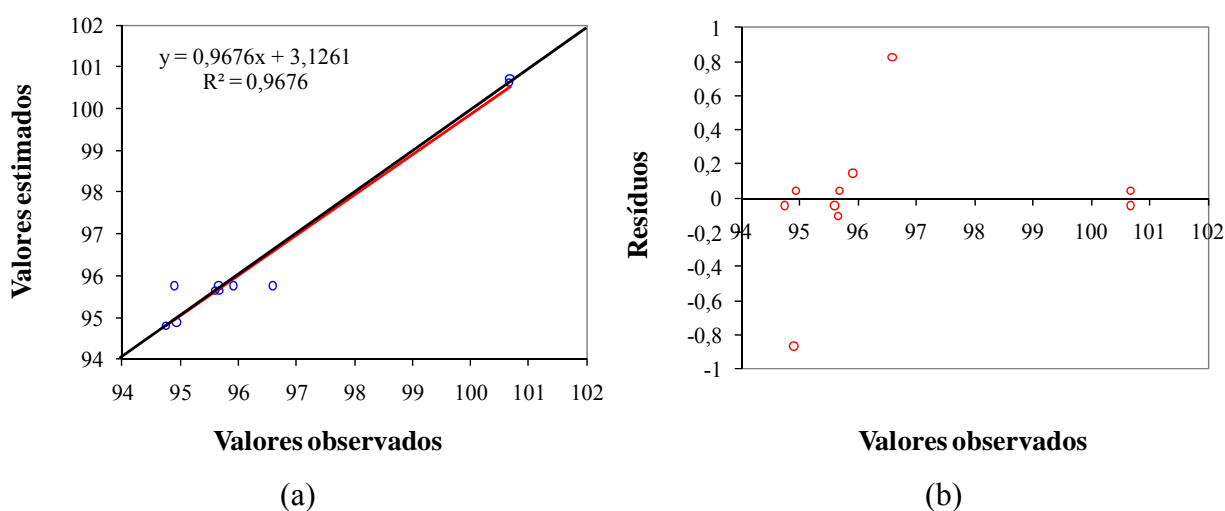 y = 0,9676x + 3,1261
R² = 0,9676
Valores estimados
102
101
100
99
98
97
96
95
94
94 95 96 97 98 99 100 101 102
Valores observados
(a)
Resíduos
1
0,8
0,6
0,4
0,2
0
-0,2
-0,4
-0,6
-0,8
-1
94 95 96 97 98 99 100 101 102
Valores observados
(b)